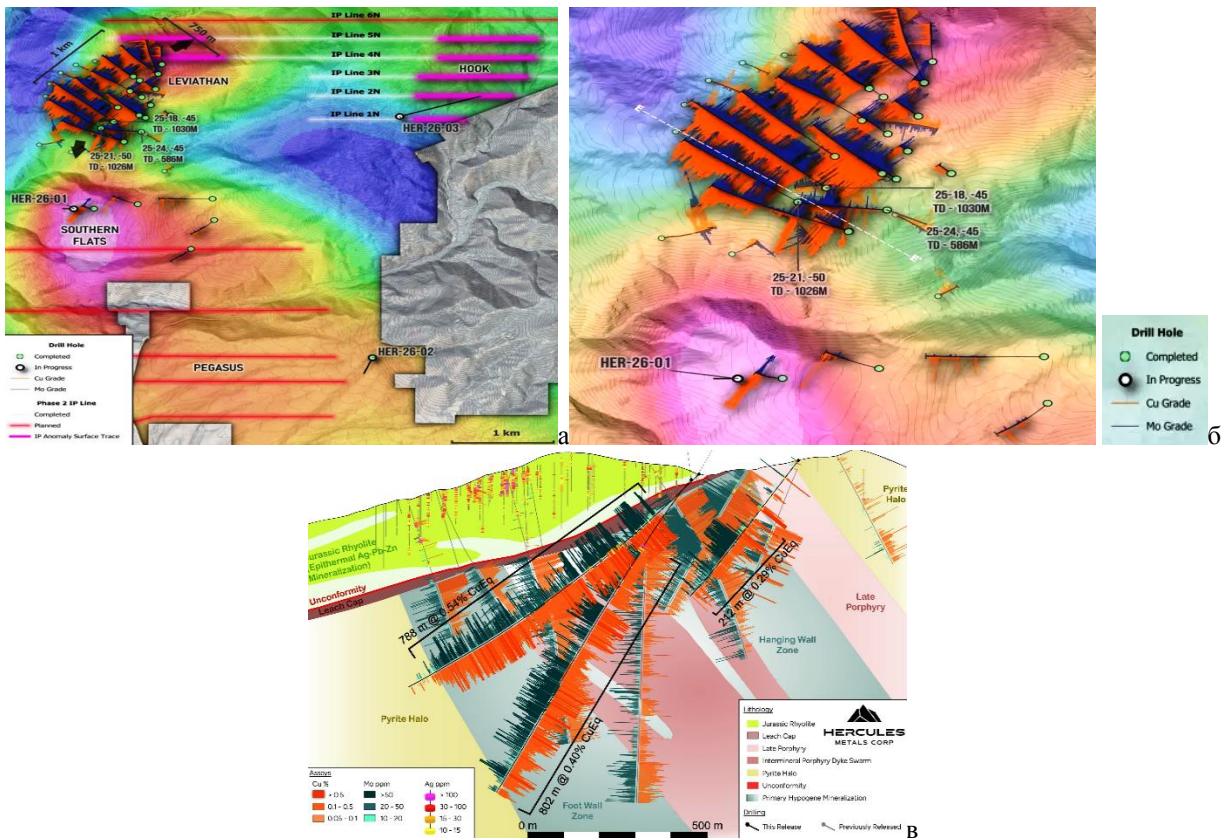 IP Line 6N
IP Line 5N
IP Line 4N
IP Line 3N
IP Line 2N
IP Line 1N
1 km
750 m
LEVIATHAN
HOOK
25-18, -45
TD - 1030M
25-24, -45
TD - 586M
25-21, -50
TD - 1026M
HER-26-03
HER-26-01
SOUTHERN
FLATS
HER-26-02
PEGASUS
Drill Hole
Completed
In Progress
Cu Grade
Mo Grade
Phase 2 IP Line
Completed
Planned
IP Anomaly Surface Trace
1 km
а
E
25-18, -45
TD - 1030M
25-24, -45
TD - 586M
E'
25-21, -50
TD - 1026M
HER-26-01
Drill Hole
Completed
In Progress
Cu Grade
Mo Grade
б
Jurassic Rhyolite
(Epithermal Ag-Pb-Zn
Mineralization)
Unconformity
Leach Cap
788 m @ 0.54% CuEq
802 m @ 0.40% CuEq
212 m @ 0.29% CuEq
Pyrite
Halo
Late
Porphyry
Hanging Wall
Zone
Pyrite Halo
Foot Wall
Zone
Assays
Cu %
> 0.5
0.1 - 0.5
0.05 - 0.1
Mo ppm
>50
20 - 50
10 - 20
Ag ppm
> 100
30 - 100
15 - 30
10 - 15
0 m
500 m
Lithology
Jurassic Rhyolite
Leach Cap
Late Porphyry
Intermineral Porphyry Dyke Swarm
Pyrite Halo
Unconformity
Primary Hypogene Mineralization
HERCULES
METALS CORP
Drilling
This Release
Previously Released
в